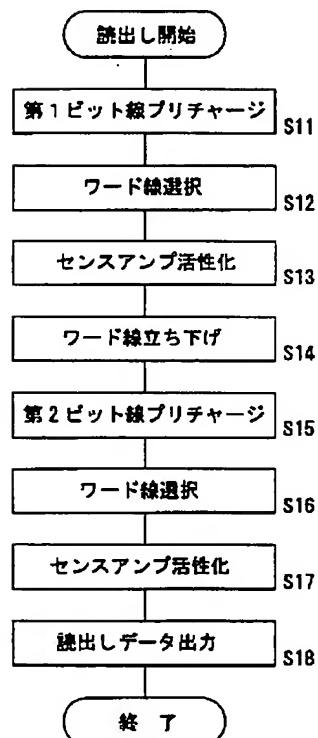 読出し開始
第1ビット線プリチャージ
S11
ワード線選択
S12
センスアンプ活性化
S13
ワード線立ち下げ
S14
第2ビット線プリチャージ
S15
ワード線選択
S16
センスアンプ活性化
S17
読出しデータ出力
S18
終 了